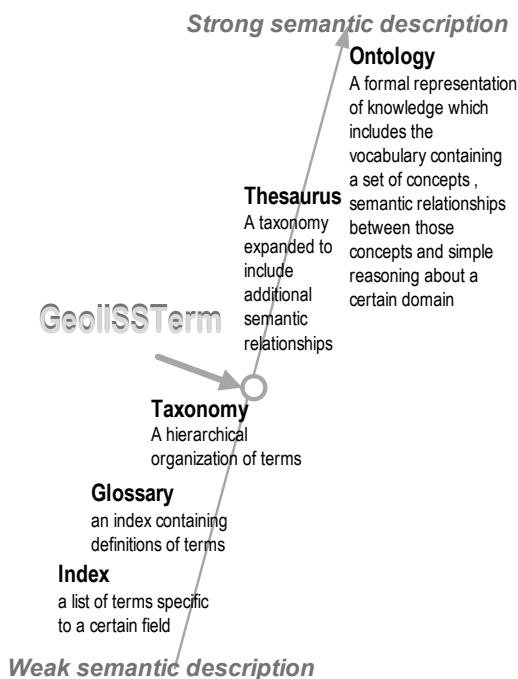 Strong semantic description
Ontology
A formal representation
of knowledge which
includes the
vocabulary containing
a set of concepts ,
semantic relationships
between those
concepts and simple
reasoning about a
certain domain
Thesaurus
A taxonomy
expanded to
include
additional
semantic
relationships
GeolISSTerm
Taxonomy
A hierarchical
organization of terms
Glossary
an index containing
definitions of terms
Index
a list of terms specific
to a certain field
Weak semantic description